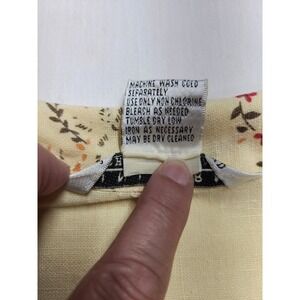 MACHINE WASH COLD
SEPARATELY
USE ONLY NON CHLORINE
BLEACH AS NEEDED
TUMBLE DRY LOW
IRON AS NECESSARY
MAY BE DRY CLEANED